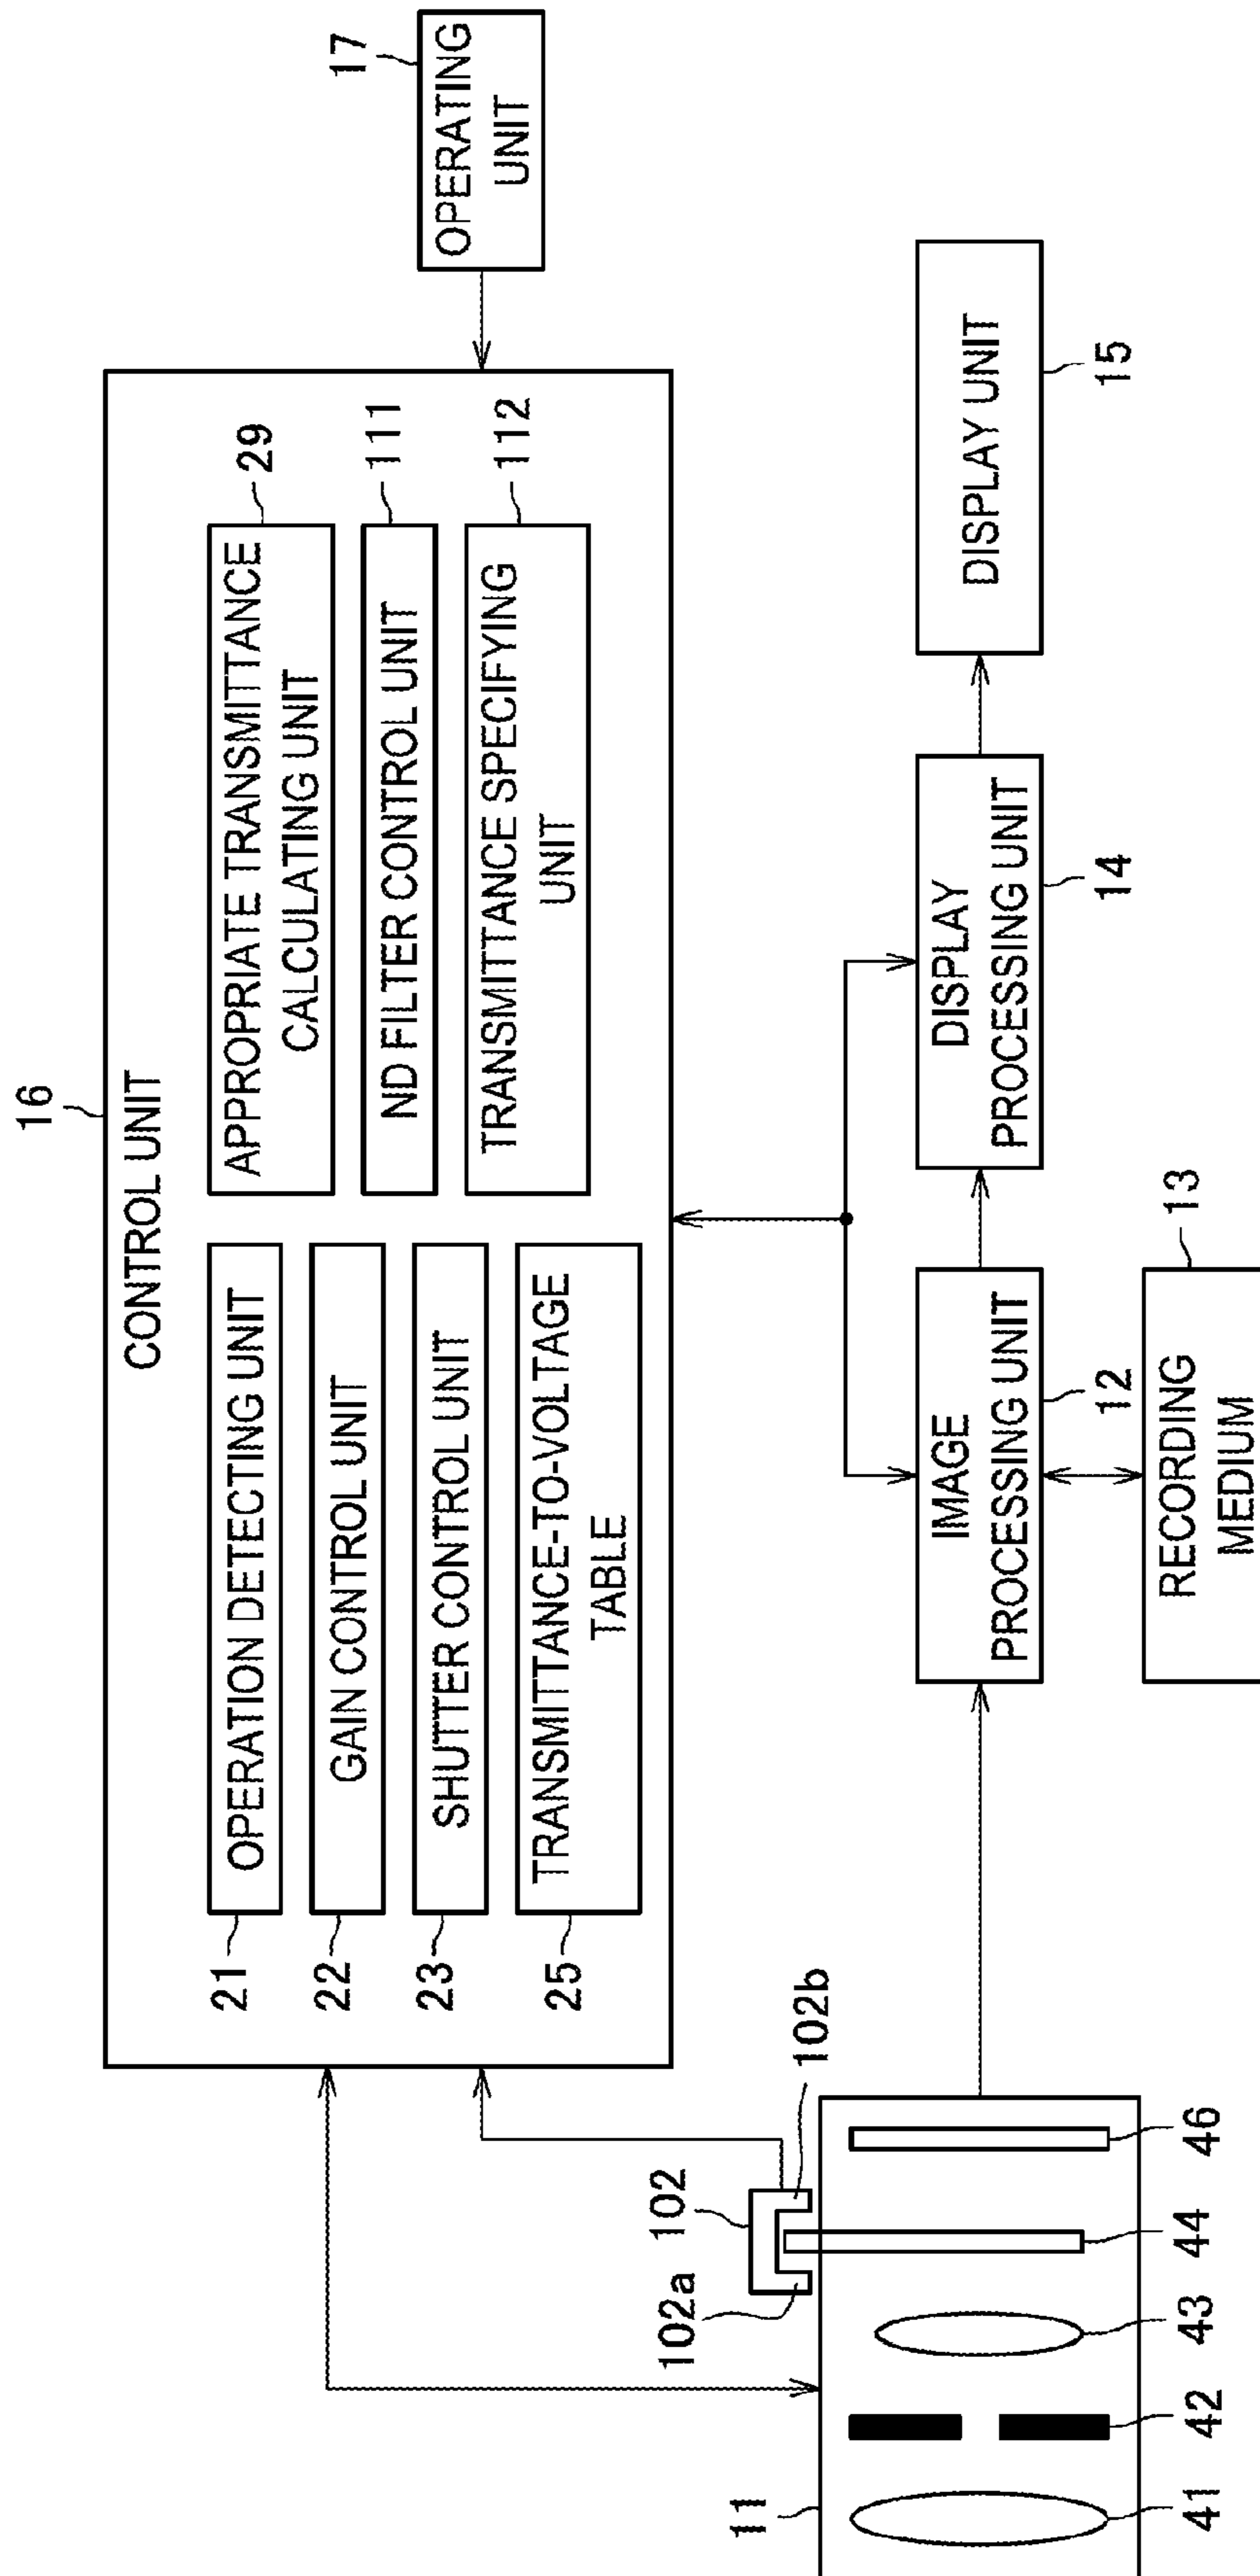 16
CONTROL UNIT
21
OPERATION DETECTING UNIT
22
GAIN CONTROL UNIT
23
SHUTTER CONTROL UNIT
25
TRANSMITTANCE-TO-VOLTAGE
TABLE
APPROPRIATE TRANSMITTANCE
CALCULATING UNIT
29
ND FILTER CONTROL UNIT
111
TRANSMITTANCE SPECIFYING
UNIT
112
17
OPERATING
UNIT
102
102a
102b
11
41
42
43
44
46
IMAGE
PROCESSING UNIT
12
RECORDING
MEDIUM
13
DISPLAY
PROCESSING UNIT
14
DISPLAY UNIT
15